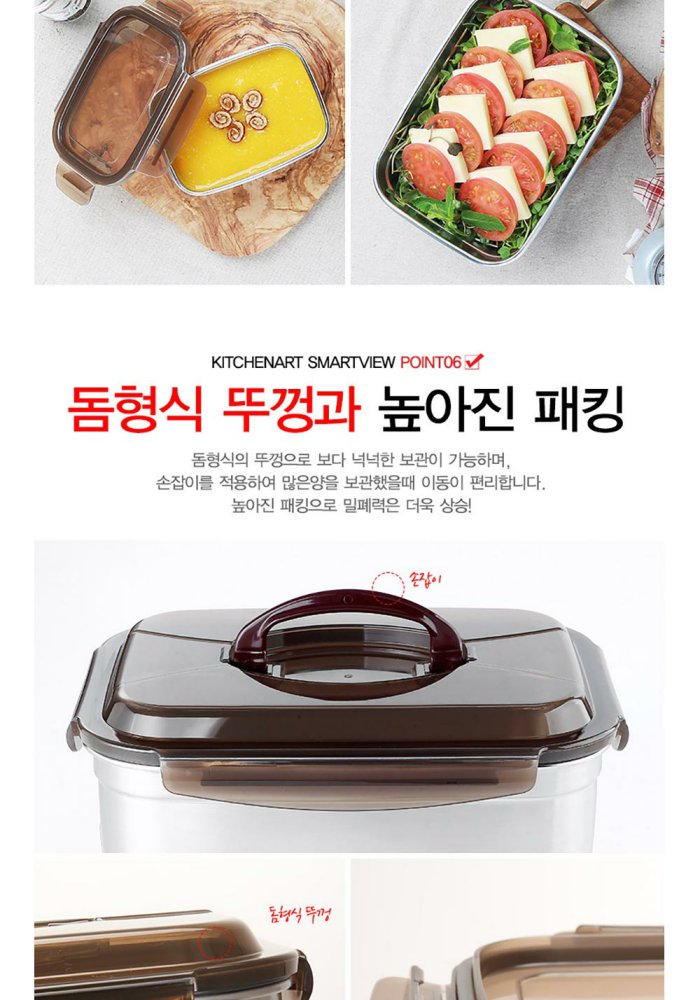 KITCHENART SMARTVIEW POINT06
돔형식 뚜껑과 높아진 패킹
돔형식의 뚜껑으로 보다 넉넉한 보관이 가능하며,
손잡이를 적용하여 많은양을 보관했을때 이동이 편리합니다.
높아진 패킹으로 밀폐력은 더욱 상승!
손잡이
돔형식 뚜껑